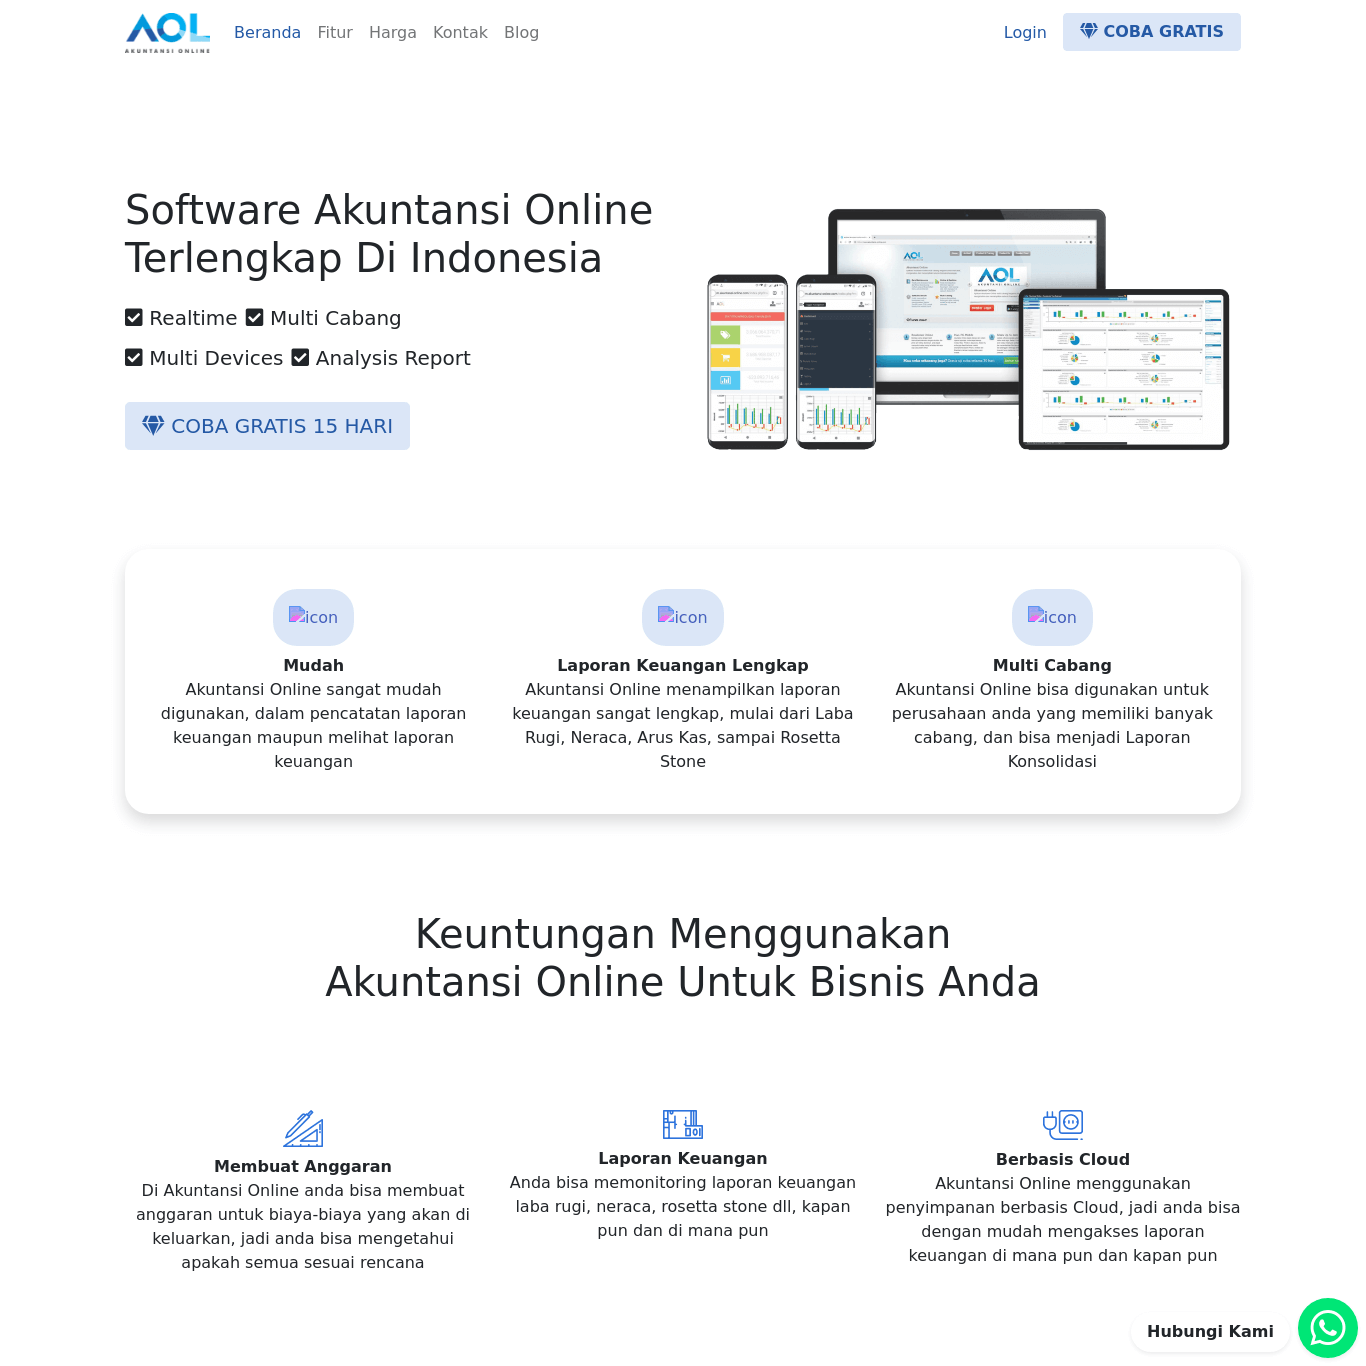 AOL
AKUNTANSI ONLINE
Beranda Fitur Harga Kontak Blog
Login COBA GRATIS
Software Akuntansi Online
Terlengkap Di Indonesia
Realtime Multi Cabang
Multi Devices Analysis Report
COBA GRATIS 15 HARI
AOL
icon
Mudah
Akuntansi Online sangat mudah
digunakan, dalam pencatatan laporan
keuangan maupun melihat laporan
keuangan
icon
Laporan Keuangan Lengkap
Akuntansi Online menampilkan laporan
keuangan sangat lengkap, mulai dari Laba
Rugi, Neraca, Arus Kas, sampai Rosetta
Stone
icon
Multi Cabang
Akuntansi Online bisa digunakan untuk
perusahaan anda yang memiliki banyak
cabang, dan bisa menjadi Laporan
Konsolidasi
Keuntungan Menggunakan
Akuntansi Online Untuk Bisnis Anda
Membuat Anggaran
Di Akuntansi Online anda bisa membuat
anggaran untuk biaya-biaya yang akan di
keluarkan, jadi anda bisa mengetahui
apakah semua sesuai rencana
Laporan Keuangan
Anda bisa memonitoring laporan keuangan
laba rugi, neraca, rosetta stone dll, kapan
pun dan di mana pun
Berbasis Cloud
Akuntansi Online menggunakan
penyimpanan berbasis Cloud, jadi anda bisa
dengan mudah mengakses laporan
keuangan di mana pun dan kapan pun
Hubungi Kami